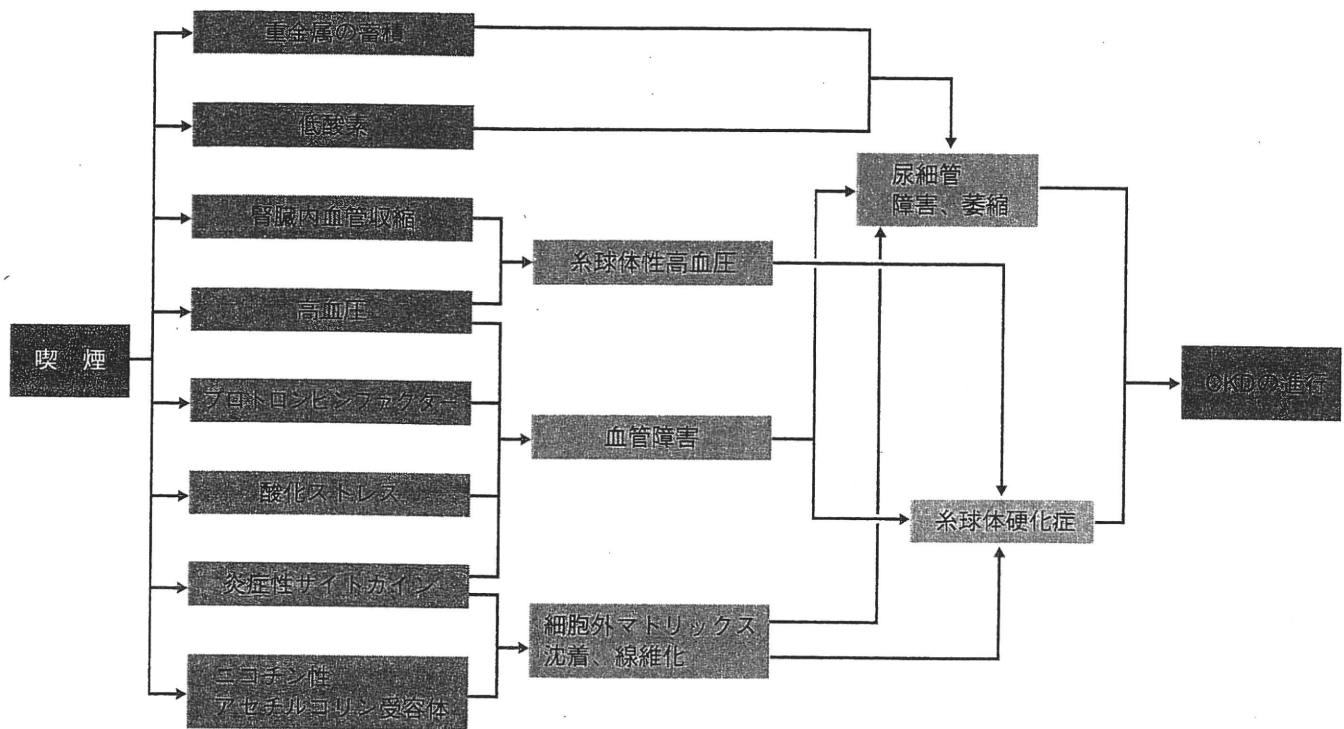 重金属の蓄積
低酸素
腎臓内血管収縮
高血圧
喫　煙
プロトロンビンファクター
酸化ストレス
炎症性サイトカイン
ニコチン性
アセチルコリン受容体
糸球体性高血圧
血管障害
細胞外マトリックス
沈着、線維化
尿細管
障害、萎縮
糸球体硬化症
CKDの進行